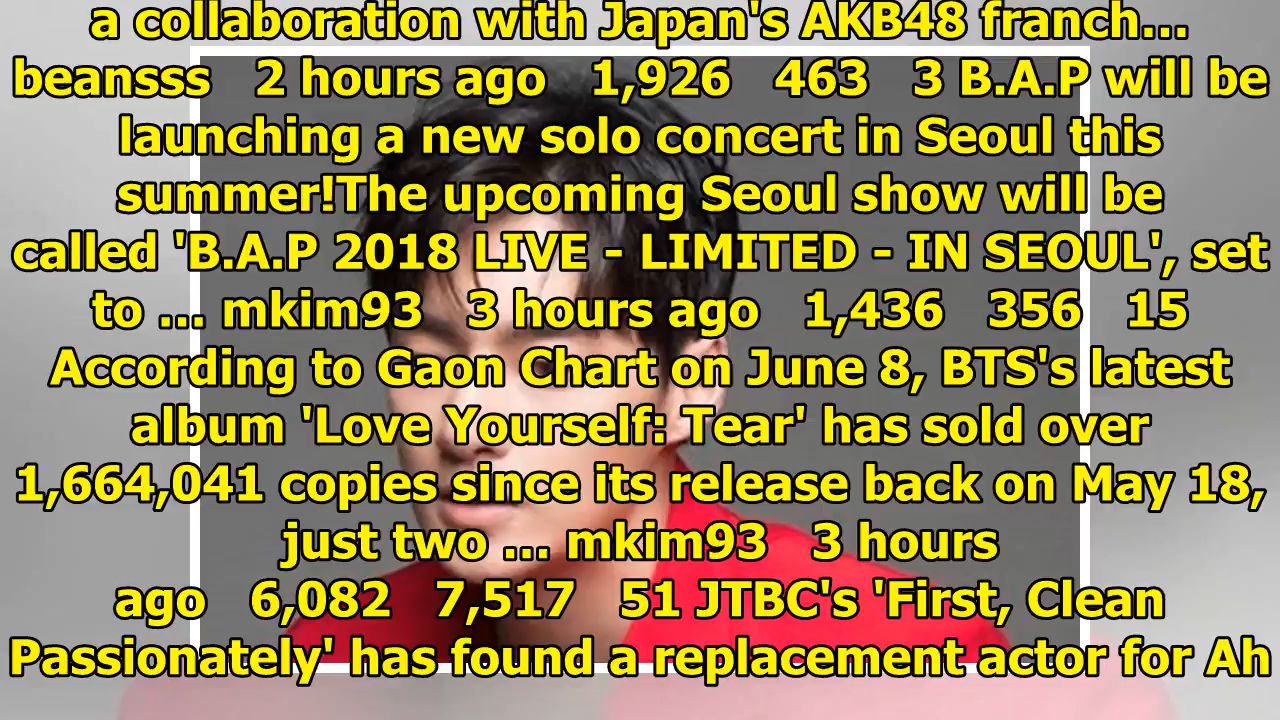 a collaboration with Japan's AKB48 franch...
beansss 2 hours ago 1,926 463 3 B.A.P will be
launching a new solo concert in Seoul this
summer!The upcoming Seoul show will be
called 'B.A.P 2018 LIVE - LIMITED - IN SEOUL', set
to ... mkim93 3 hours ago 1,436 356 15
According to Gaon Chart on June 8, BTS's latest
album 'Love Yourself: Tear' has sold over
1,664,041 copies since its release back on May 18,
just two ... mkim93 3 hours
ago 6,082 7,517 51 JTBC's 'First, Clean
Passionately' has found a replacement actor for Ah